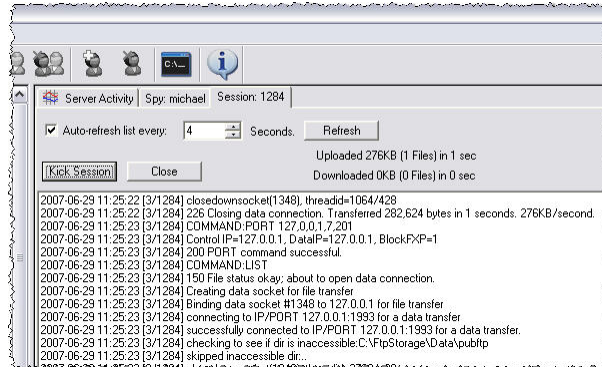 C:\_
Server Activity
Spy: michael
Session: 1284
Auto-refresh list every:
4
Seconds.
Refresh
Uploaded 276KB (1 Files) in 1 sec
Kick Session
Close
Downloaded 0KB (0 Files) in 0 sec
2007-06-29 11:25:22 [3/1284] closedownsocket(1348), threadid=1064/428
2007-06-29 11:25:22 [3/1284] 226 Closing data connection. Transferred 282,624 bytes in 1 seconds. 276KB/second.
2007-06-29 11:25:23 [3/1284] COMMAND:PORT 127,0,0,1,7,201
2007-06-29 11:25:23 [3/1284] Control IP=127.0.0.1, DataIP=127.0.0.1, BlockFXP=1
2007-06-29 11:25:23 [3/1284] 200 PORT command successful.
2007-06-29 11:25:23 [3/1284] COMMAND:LIST
2007-06-29 11:25:23 [3/1284] 150 File status okay; about to open data connection.
2007-06-29 11:25:23 [3/1284] Creating data socket for file transfer
2007-06-29 11:25:23 [3/1284] Binding data socket #1348 to 127.0.0.1 for file transfer
2007-06-29 11:25:23 [3/1284] connecting to IP/PORT 127.0.0.1:1993 for a data transfer.
2007-06-29 11:25:23 [3/1284] successfully connected to IP/PORT 127.0.0.1:1993 for a data transfer.
2007-06-29 11:25:23 [3/1284] checking to see if dir is inaccessible:C:\FtpStorage\Data\pubftp
2007-06-29 11:25:23 [3/1284] skipped inaccessible dir:..